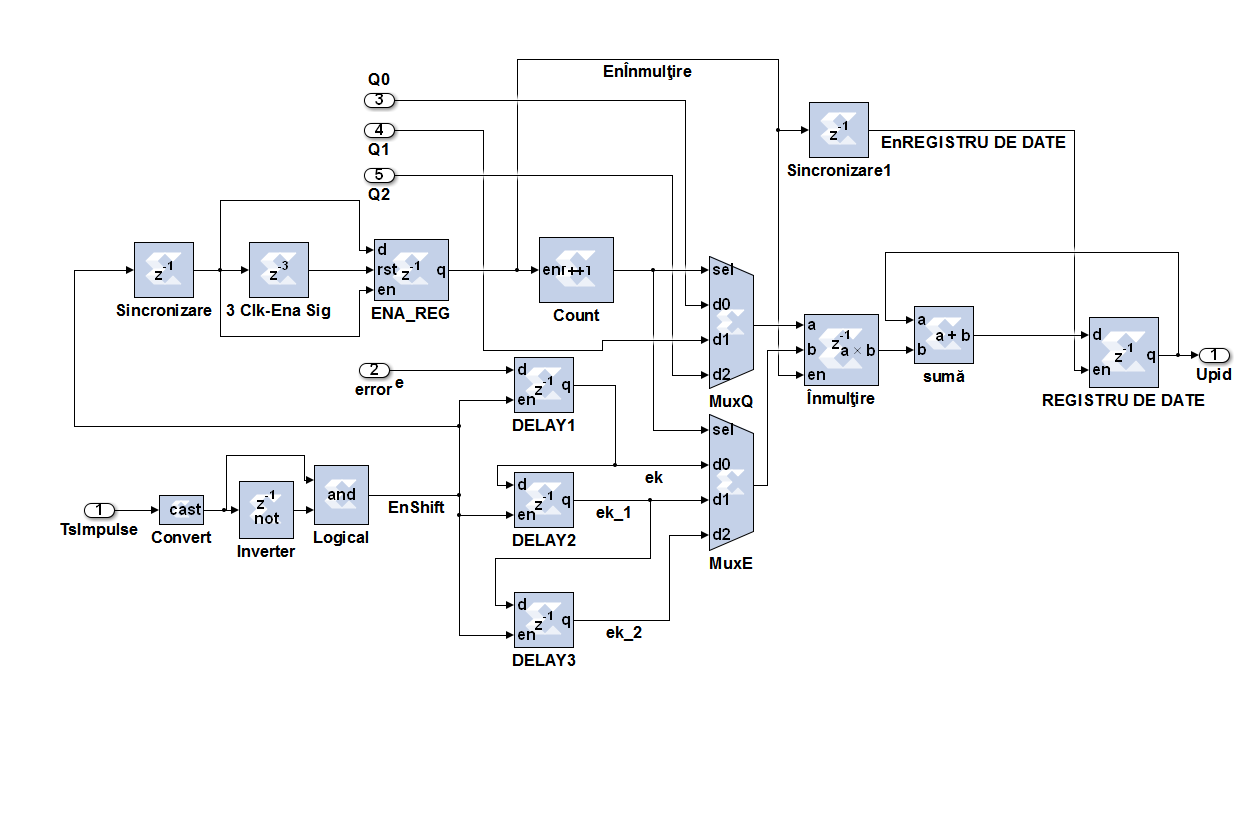 EnÎnmulţire
Q0
3
4
Q1
5
Q2
z-1
Sincronizare1
EnREGISTRU DE DATE
z-1
Sincronizare
z-3
3 Clk-Ena Sig
d
rst
en
z-1
q
ENA_REG
en
++
Count
sel
d0
d1
d2
MuxQ
a
b
en
z-1
a × b
Înmulţire
a
b
a + b
sumă
d
en
z-1
q
REGISTRU DE DATE
1
Upid
2
error
e
d
en
z-1
q
DELAY1
sel
d0
d1
d2
MuxE
ek
TsImpulse
1
cast
Convert
z-1
not
Inverter
and
Logical
EnShift
d
en
z-1
q
DELAY2
ek_1
d
en
z-1
q
DELAY3
ek_2